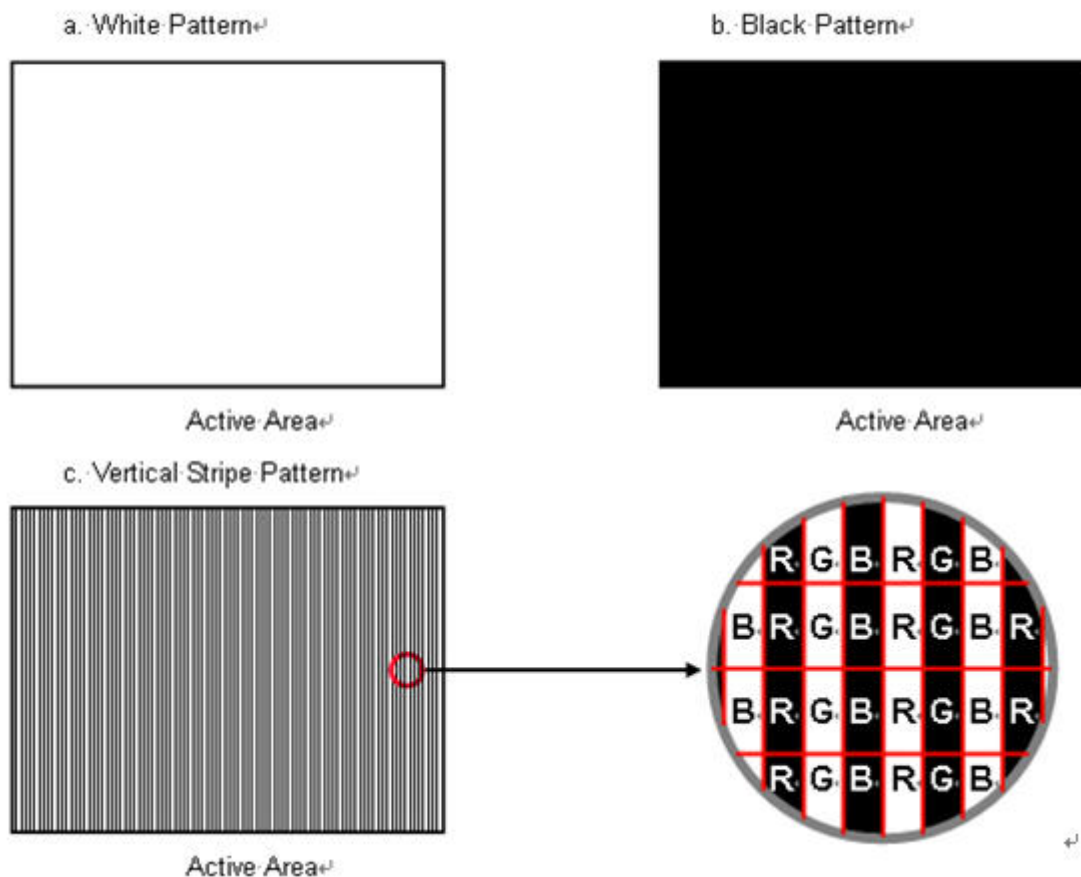 a. White Pattern↵
b. Black Pattern↵
Active Area↵
Active Area↵
c. Vertical Stripe Pattern↵
R G B R G B
B R G B R G B R
B R G B R G B R
R G B R G B
↵
Active Area↵